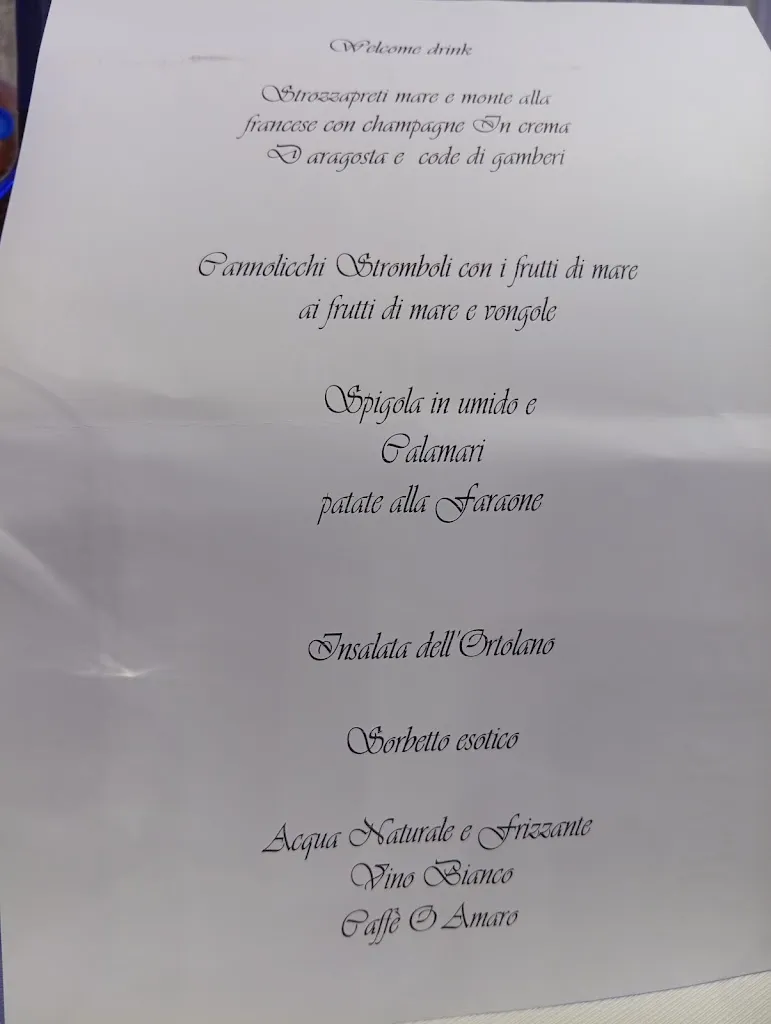 Welcome drink
Strozzapreti mare e monte alla
francese con champagne In crema
D aragosta e code di gamberi
Cannolicchi Stromboli con i frutti di mare
ai frutti di mare e vongole
Spigola in umido e
Calamari
patate alla Faraone
Insalata dell'Ortolano
Sorbetto esotico
Acqua Naturale e Frizzante
Vino Bianco
Caffè O Amaro